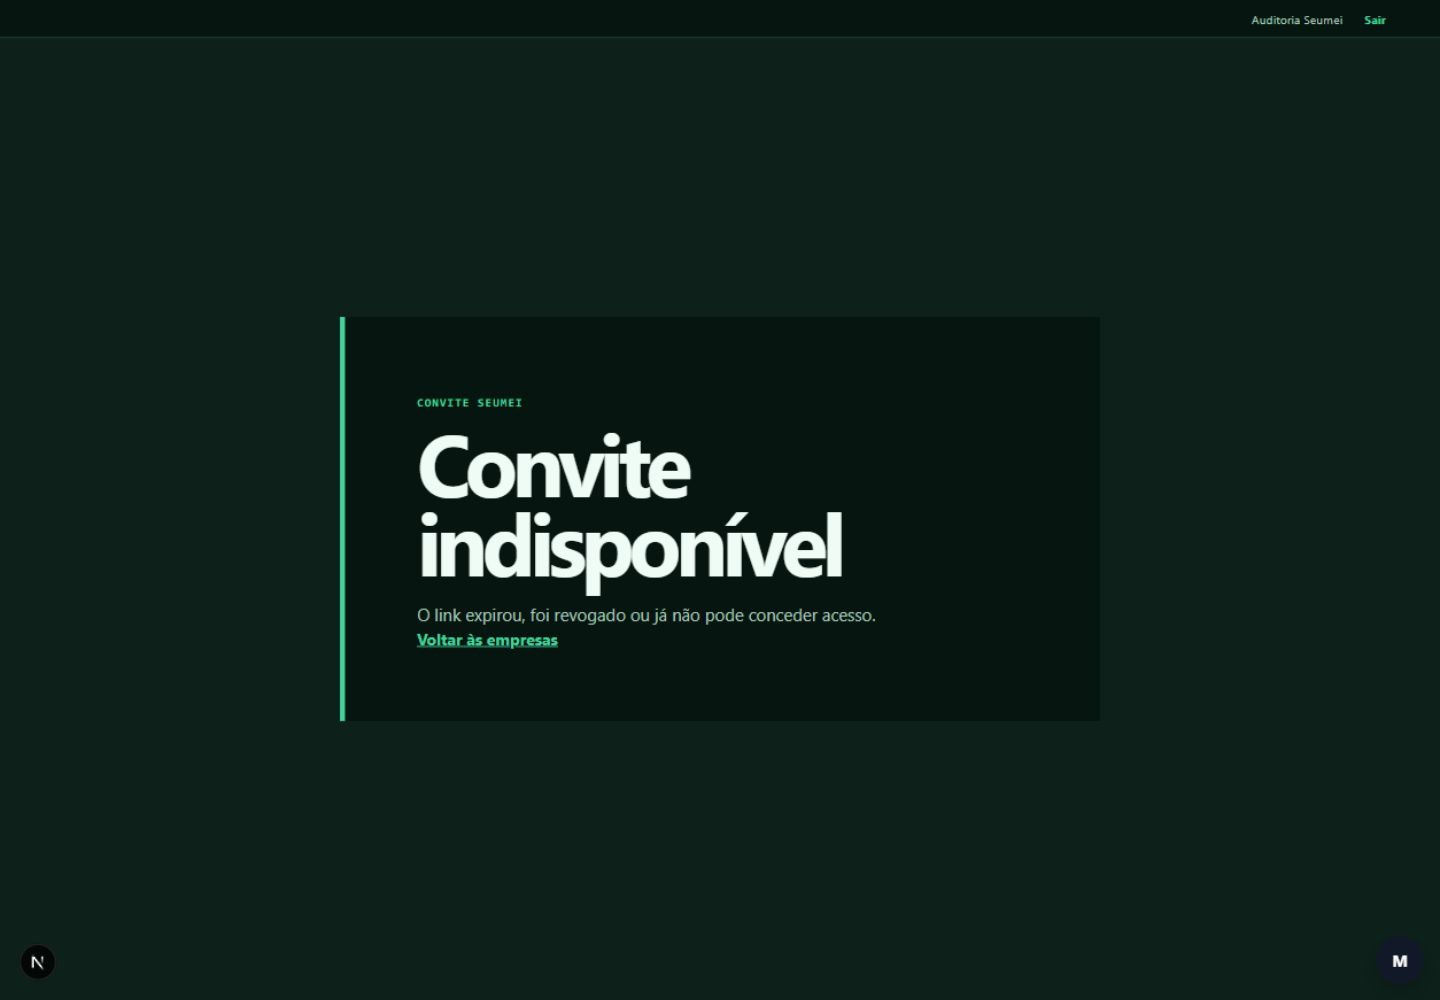 Auditoria Seumei Sair
CONVITE SEUMEI
Convite
indisponível
O link expirou, foi revogado ou já não pode conceder acesso.
Voltar às empresas
N
M